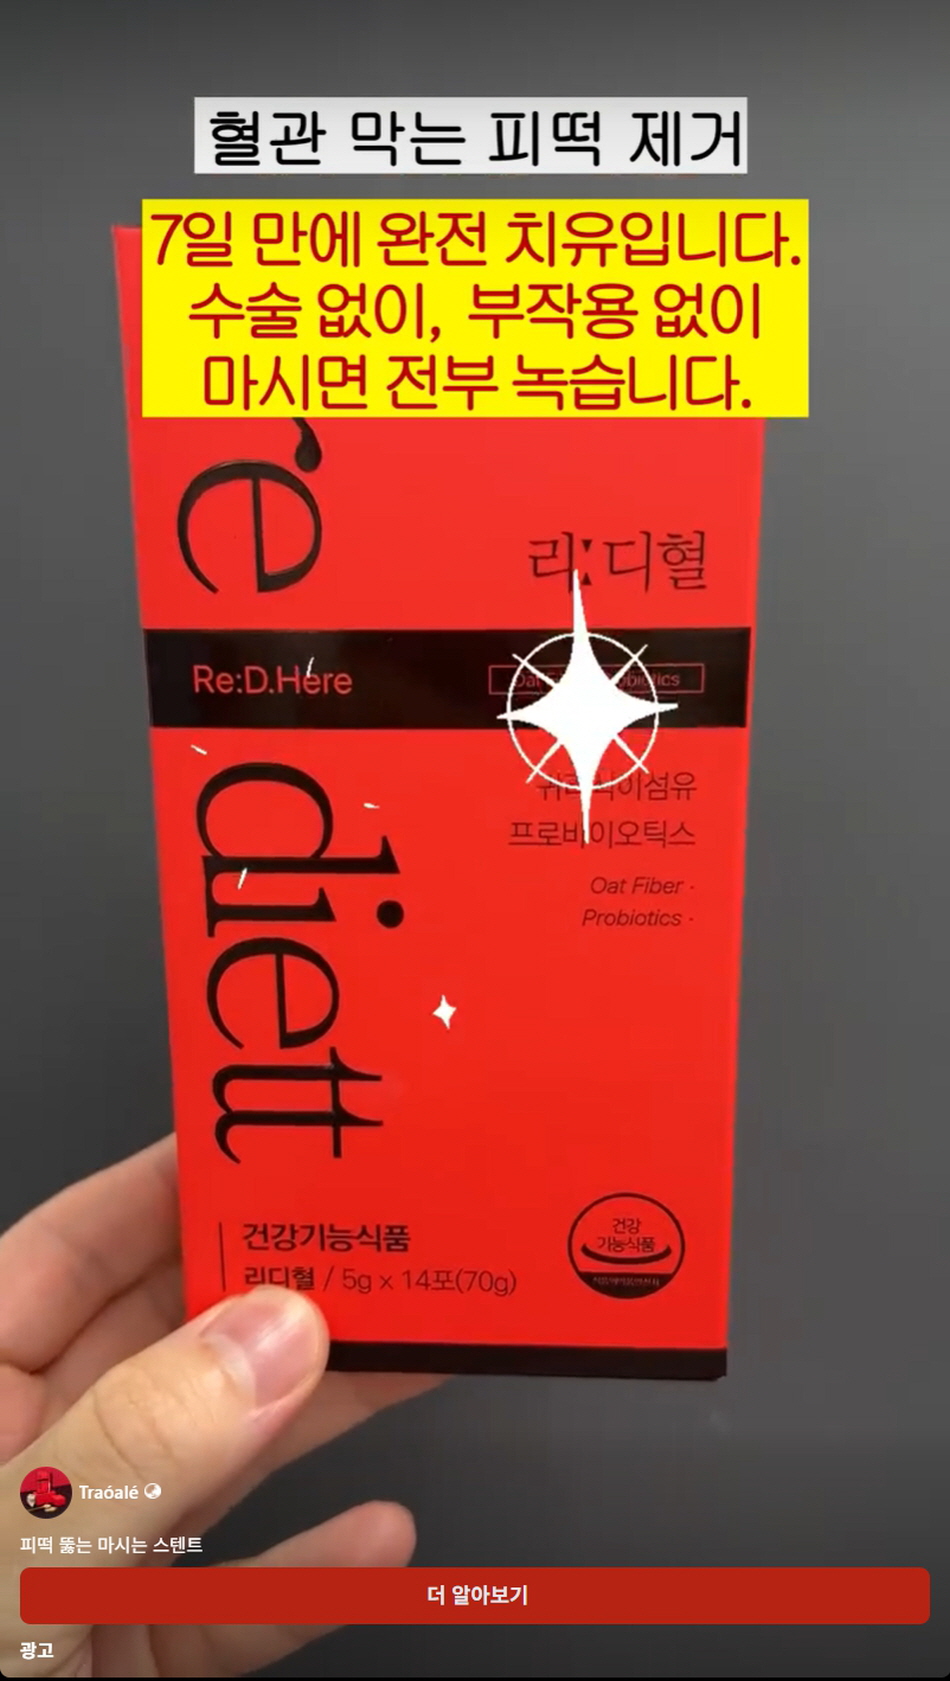 혈관 막는 피떡 제거
7일 만에 완전 치유입니다.
수술 없이, 부작용 없이
마시면 전부 녹습니다.
re diett
리:디혈
Re:D.Here
프로바이오틱스
Oat Fiber ·
Probiotics ·
건강기능식품
리디혈 / 5g x 14포(70g)
건강
기능식품
Traóalé
피떡 뚫는 마시는 스텐트
더 알아보기
광고